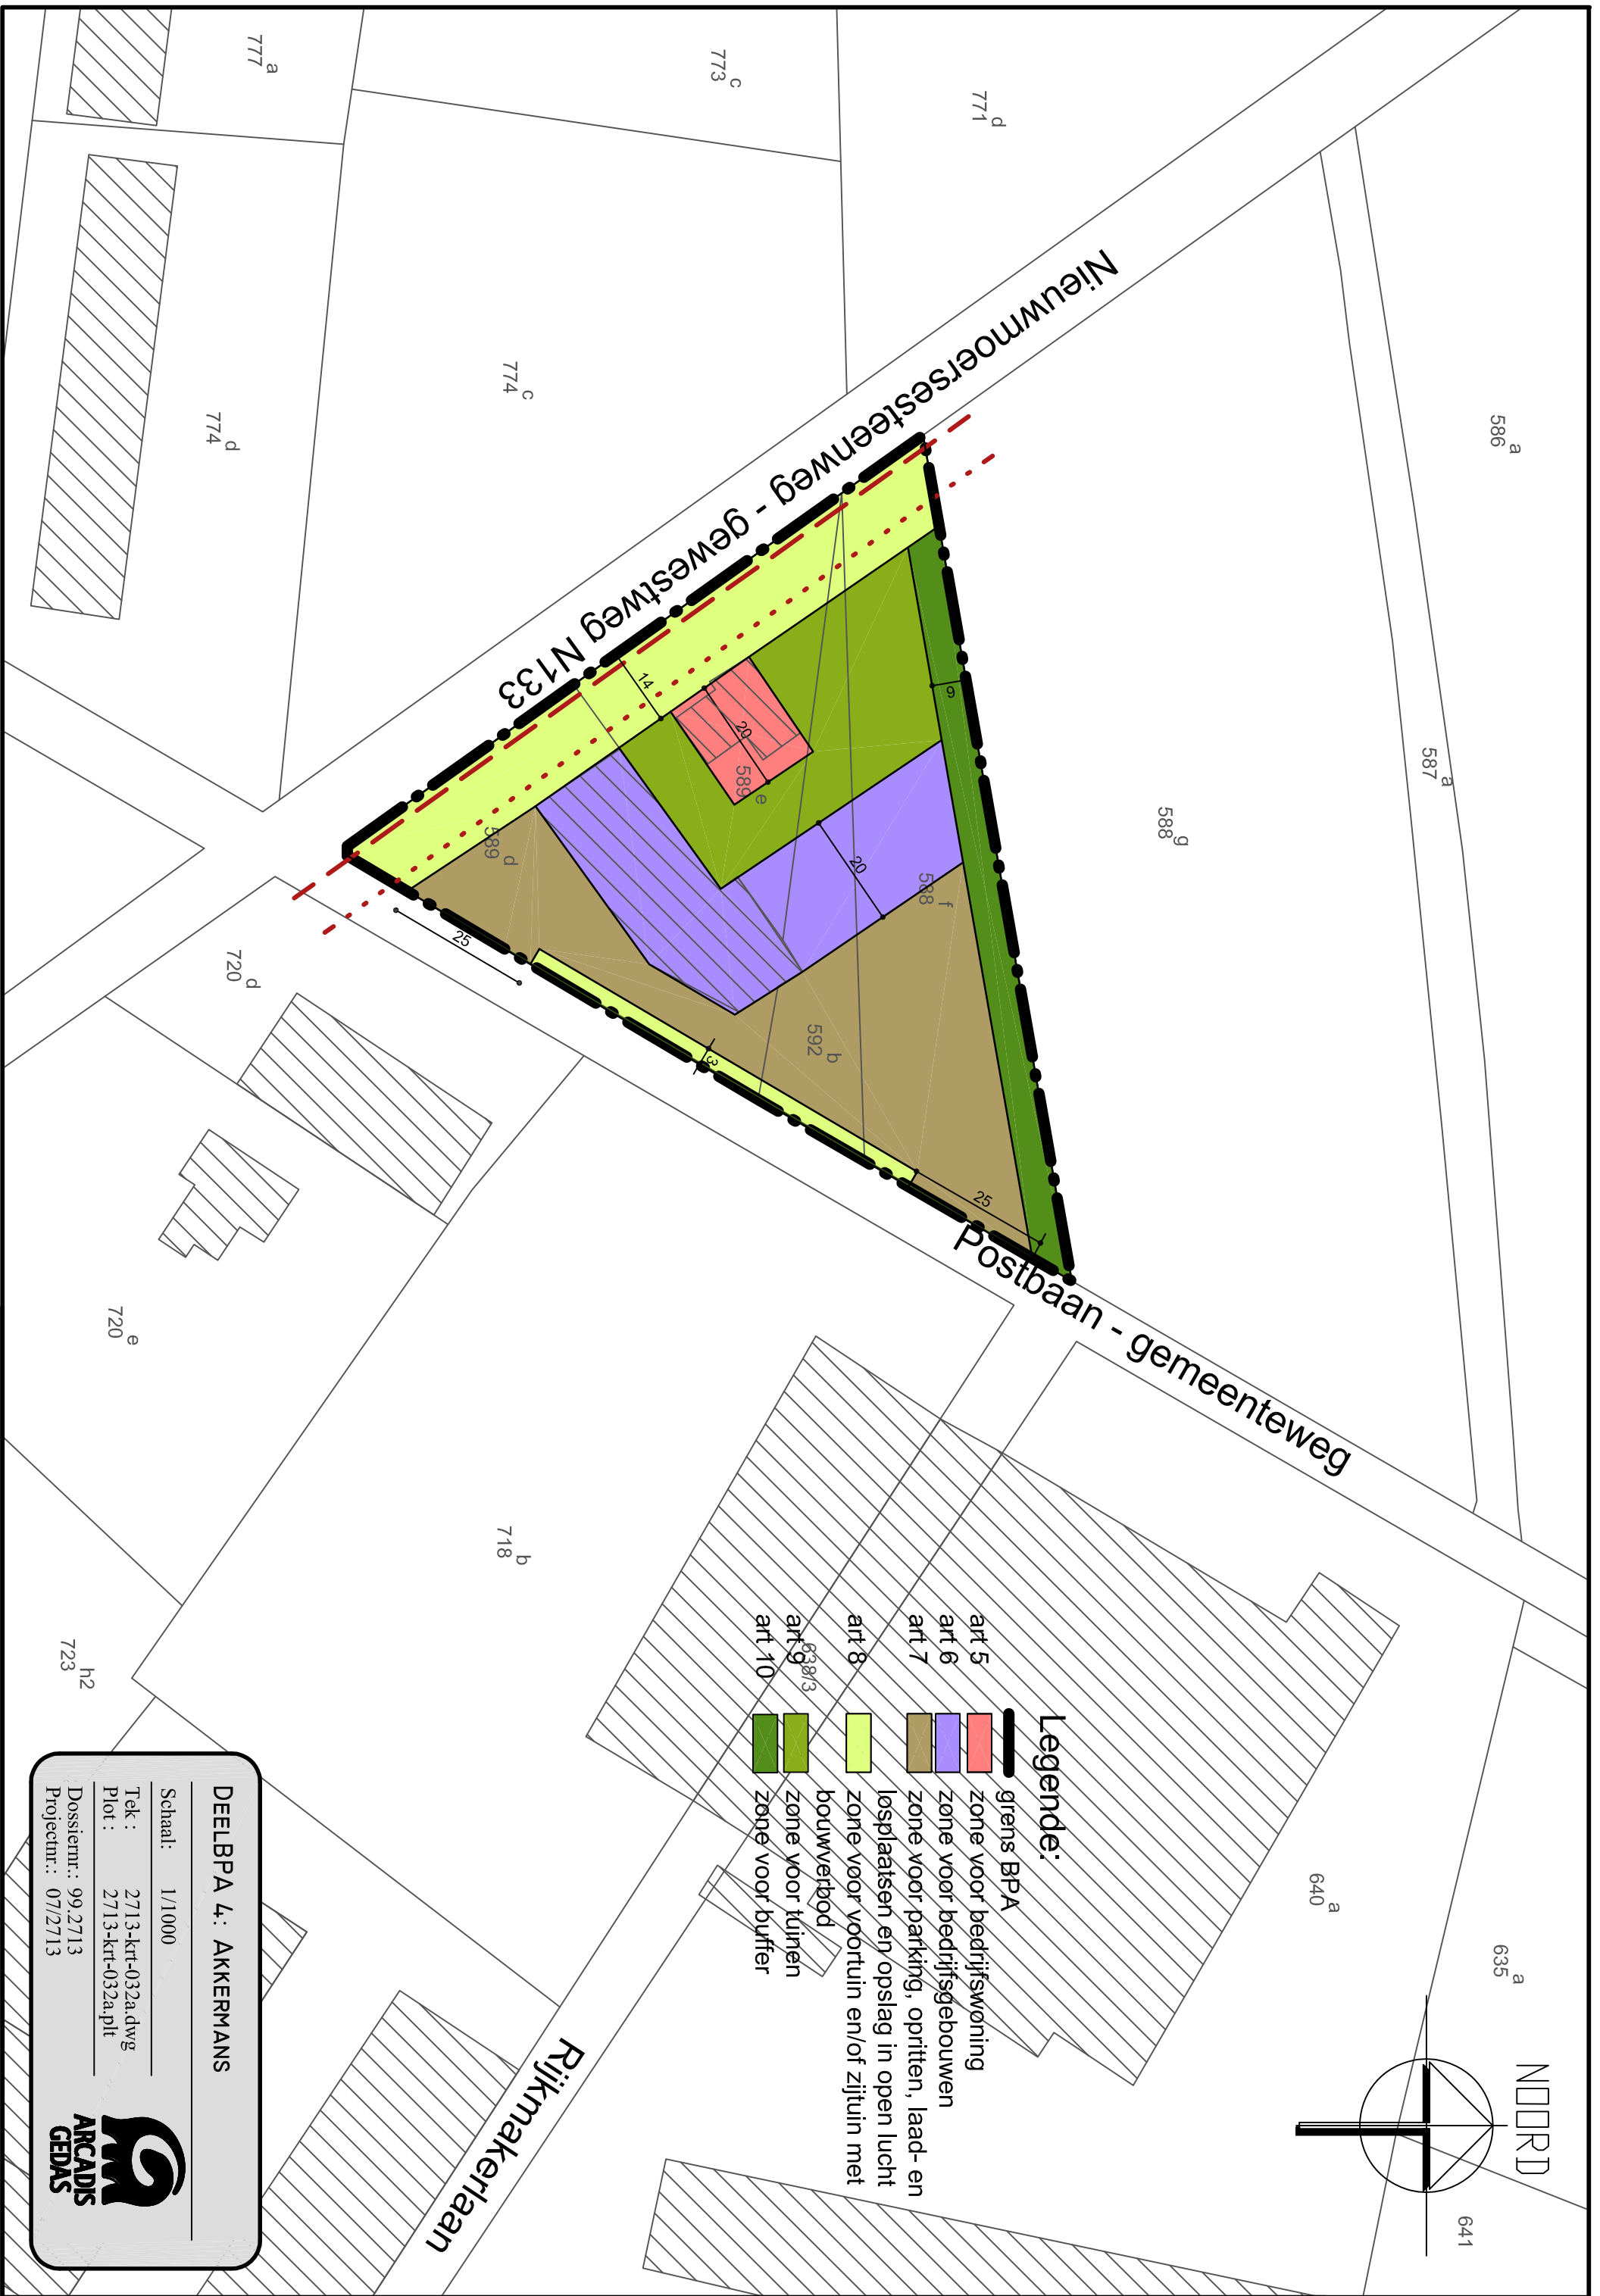 NOORD
586 a
587 a
588 g
771 d
773 c
777 a
774 c
774 d
Nieuwmoersesteenweg - gewestweg N133
Postbaan - gemeenteweg
Rijkmakerlaan
588 f
589 e
589 d
592 b
9
14
20
20
25
3
25
720 d
720 e
718 b
723 h2
638/3
640 a
635 a
641
Legende:
grens BPA
art 5 zone voor bedrijfswoning
art 6 zone voor bedrijfsgebouwen
art 7 zone voor parking, opritten, laad- en
losplaatsen en opslag in open lucht
art 8 zone voor voortuin en/of zijtuin met
bouwverbod
art 9 zone voor tuinen
art 10 zone voor buffer
DEELBPA 4: AKKERMANS
Schaal: 1/1000
Tek : 2713-krt-032a.dwg
Plot : 2713-krt-032a.plt
Dossiernr.: 99.2713
Projectnr.: 07/2713
ARCADIS
GEDAS